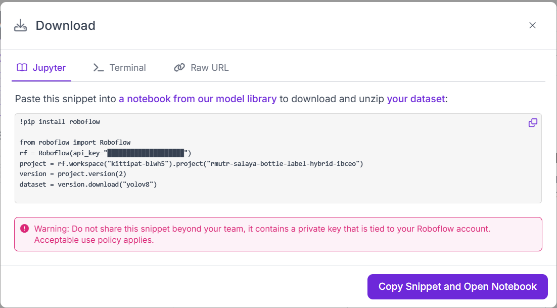 Download
Jupyter
Terminal
Raw URL
Paste this snippet into a notebook from our model library to download and unzip your dataset:
!pip install roboflow
from roboflow import Roboflow
rf Roboflow(api_key "████████████████████")
project = rf.workspace("kittipat-blwh5").project("rmutr-salaya-bottle-label-hybrid-ibceo")
version = project.version(2)
dataset = version.download("yolov8")
Warning: Do not share this snippet beyond your team, it contains a private key that is tied to your Roboflow account.
Acceptable use policy applies.
Copy Snippet and Open Notebook